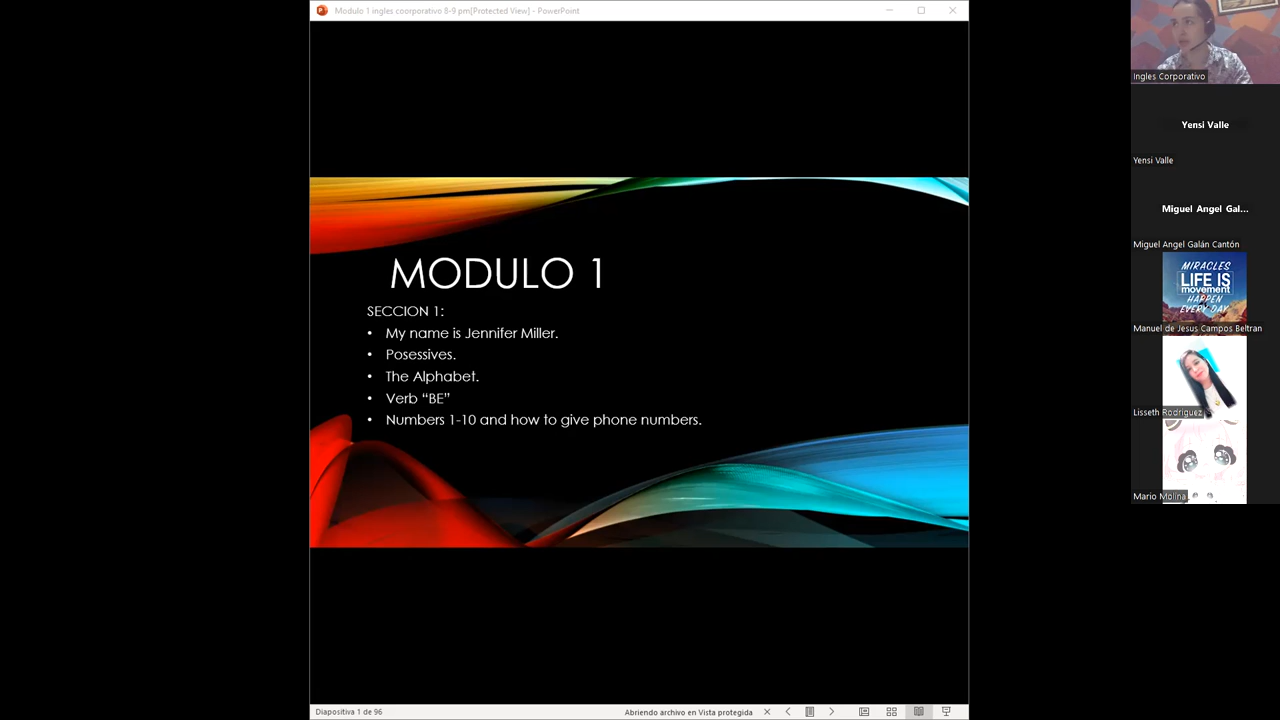 Modulo 1 ingles coorporativo 8-9 pm[Protected View] - PowerPoint
MODULO 1
SECCION 1:
• My name is Jennifer Miller.
• Posessives.
• The Alphabet.
• Verb “BE”
• Numbers 1-10 and how to give phone numbers.
Diapositiva 1 de 96
Abriendo archivo en Vista protegida
Ingles Corporativo
Yensi Valle
Yensi Valle
Miguel Angel Gal...
Miguel Angel Galán Cantón
MIRACLES
LIFE IS
movement
HAPPEN
EVERY DAY
Manuel de Jesus Campos Beltran
Lisseth Rodriguez
Mario Molina